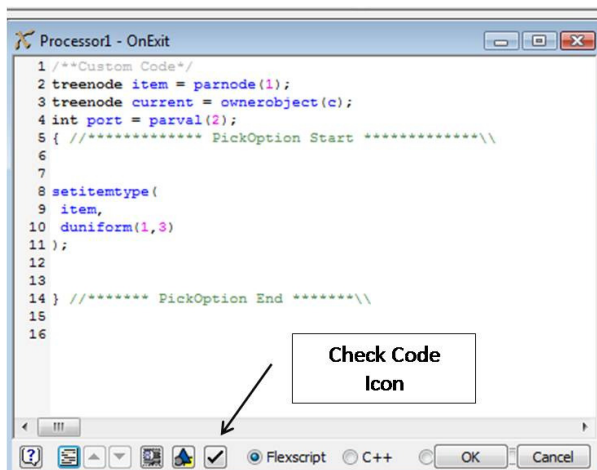 Processor1 - OnExit
1 /**Custom Code*/
2 treenode item = parnode(1);
3 treenode current = ownerobject(c);
4 int port = parval(2);
5 { //************* PickOption Start *************\\
6
7
8 setitemtype(
9 item,
10 duniform(1,3)
11 );
12
13
14 } //******* PickOption End *******\\
15
16
Check Code
Icon
Flexscript C++ OK Cancel